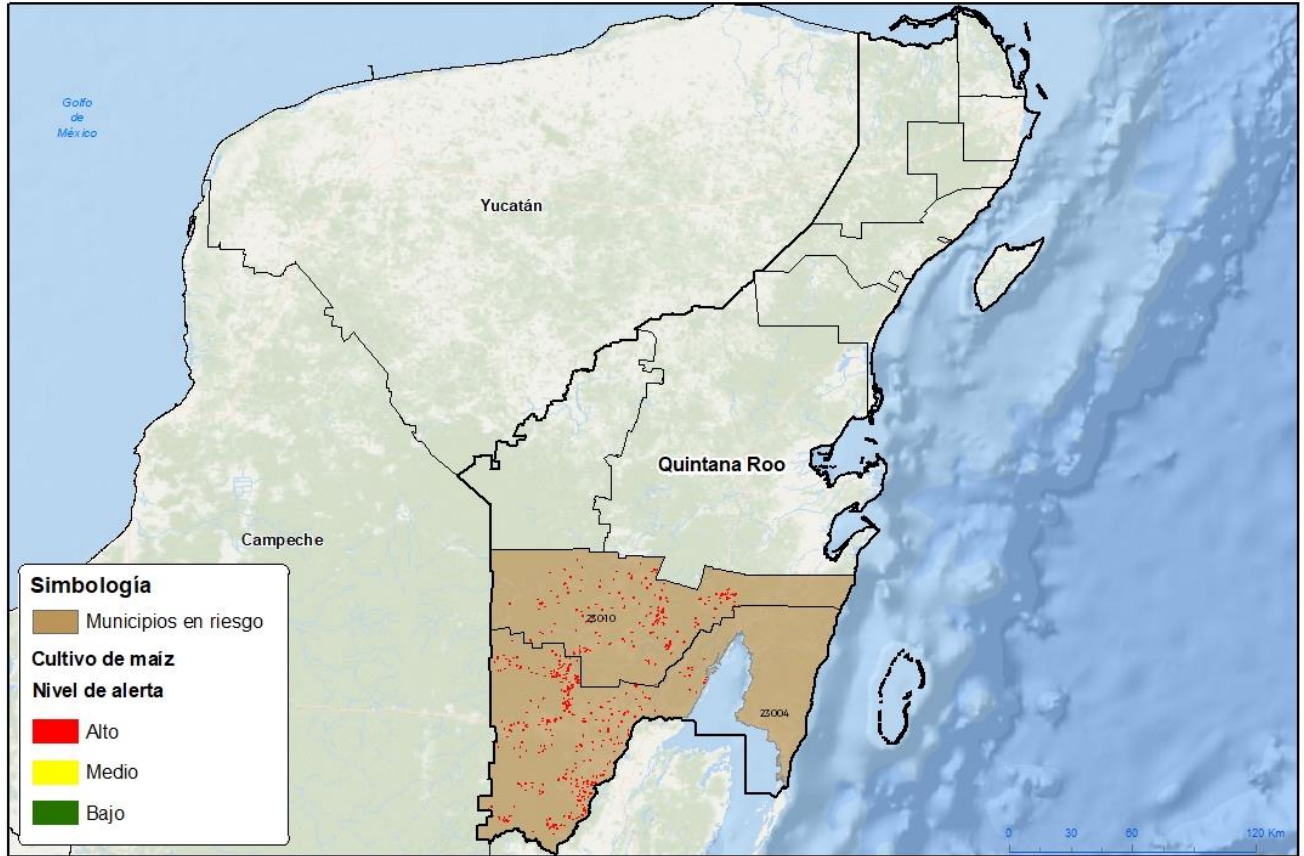 Golfo
de
México
Yucatán
Quintana Roo
Campeche
23010
23004
Simbología
Municipios en riesgo
Cultivo de maíz
Nivel de alerta
Alto
Medio
Bajo
0 30 60 120 Km